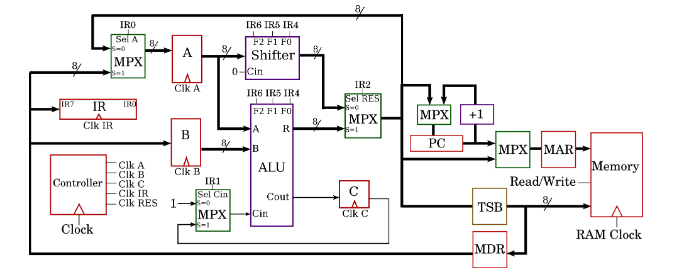 8
IR0
Sel A
S=0
MPX
S=1
8
8
A
Clk A
IR6 IR5 IR4
F2 F1 F0
Shifter
0 Cin
8
8
IR7 IR IR0
Clk IR
IR6 IR5 IR4
F2 F1 F0
A R
B
ALU
Cout
Cin
8
IR2
Sel RES
S=0
MPX
S=1
B
Clk B
8
MPX
+1
PC
MPX
MAR
Memory
Read/Write
RAM Clock
Controller
Clk A
Clk B
Clk C
Clk IR
Clk RES
Clock
IR1
Sel Cin
1 S=0
MPX
S=1
C
Clk C
TSB
8
MDR